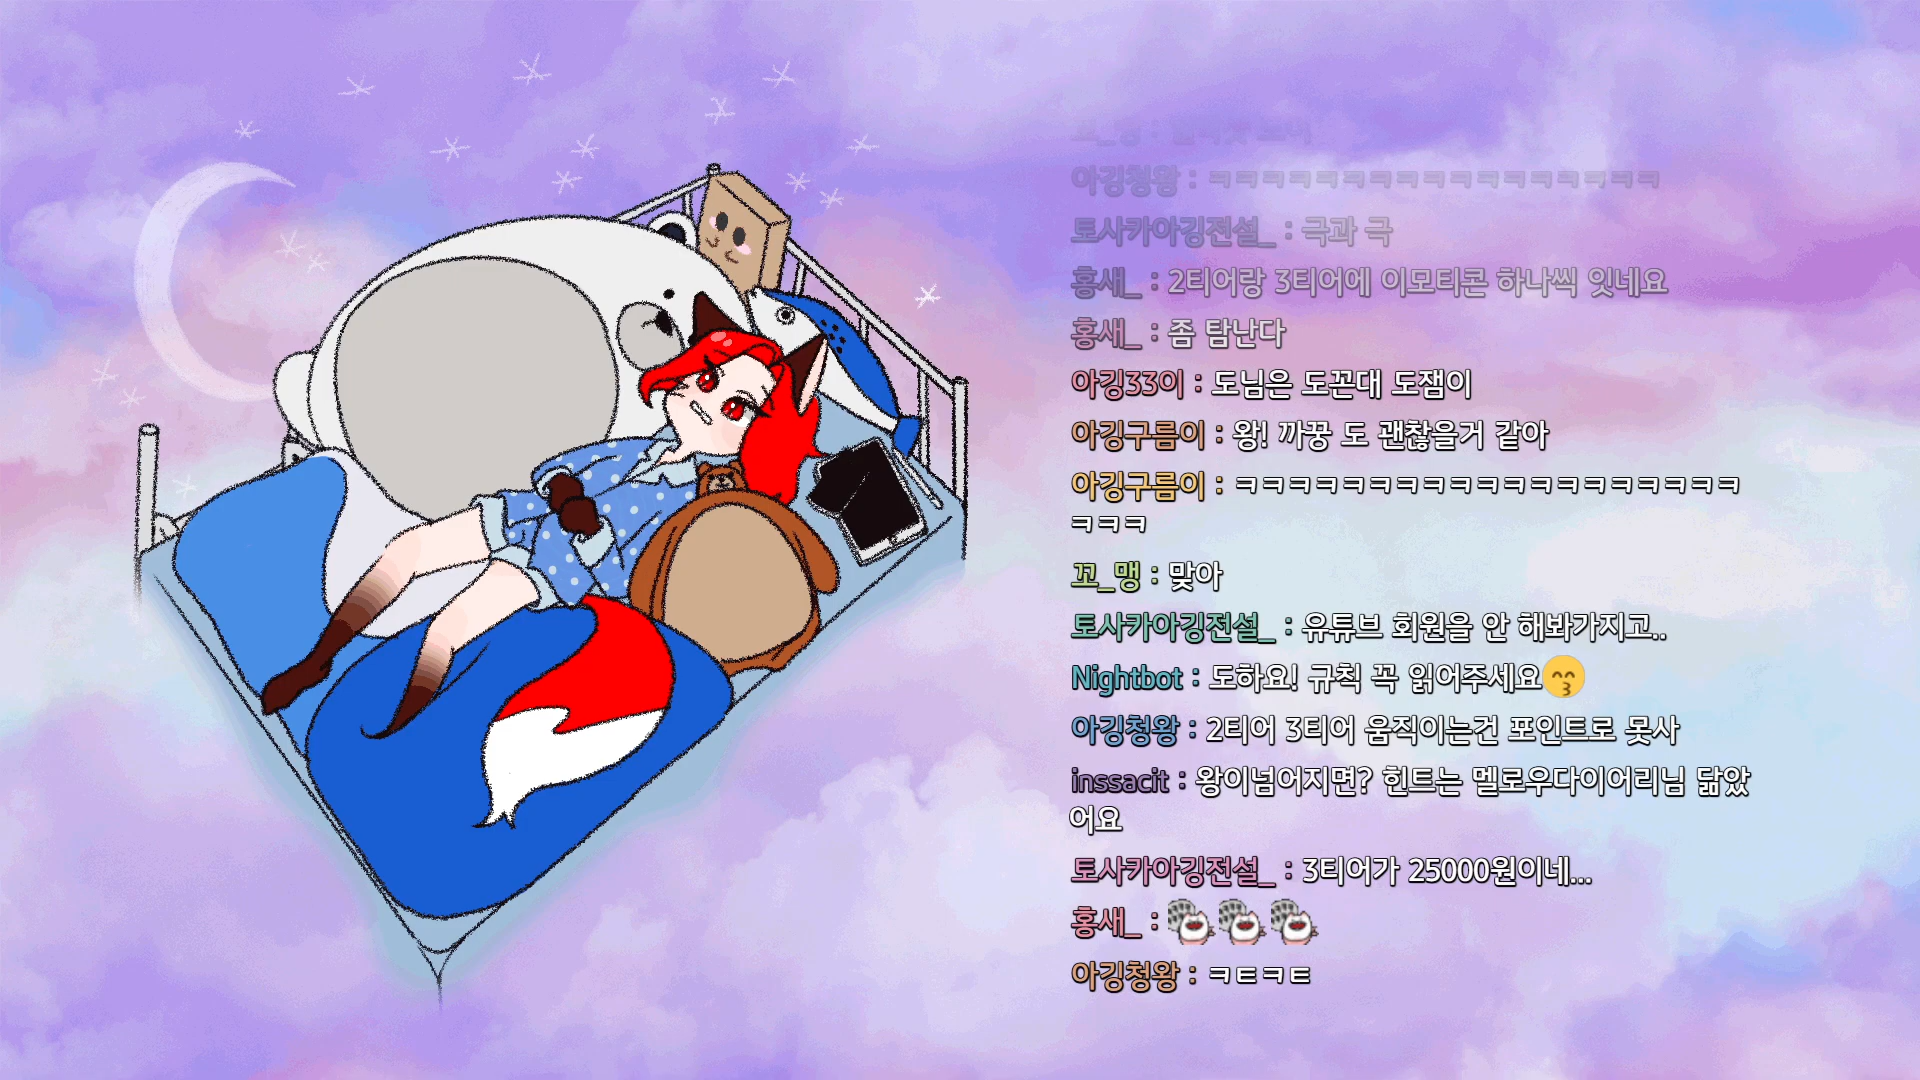 아깅청왕 : ㅋㅋㅋㅋㅋㅋㅋㅋㅋㅋㅋㅋㅋㅋㅋㅋㅋ
토사카아깅전설_ : 극과 극
홍새_ : 2티어랑 3티어에 이모티콘 하나씩 잇네요
홍새_ : 좀 탐난다
아깅33이 : 도님은 도꼰대 도잼이
아깅구름이 : 왕! 까꿍 도 괜찮을거 같아
아깅구름이 : ㅋㅋㅋㅋㅋㅋㅋㅋㅋㅋㅋㅋㅋㅋㅋㅋㅋㅋㅋ
ㅋㅋㅋ
꼬_맹 : 맞아
토사카아깅전설_ : 유튜브 회원을 안 해봐가지고..
Nightbot : 도하요! 규칙 꼭 읽어주세요😙
아깅청왕 : 2티어 3티어 움직이는건 포인트로 못사
inssacit : 왕이넘어지면? 힌트는 멜로우다이어리님 닮았
어요
토사카아깅전설_ : 3티어가 25000원이네...
홍새_ :
아깅청왕 : ㅋㅌㅋㅌ